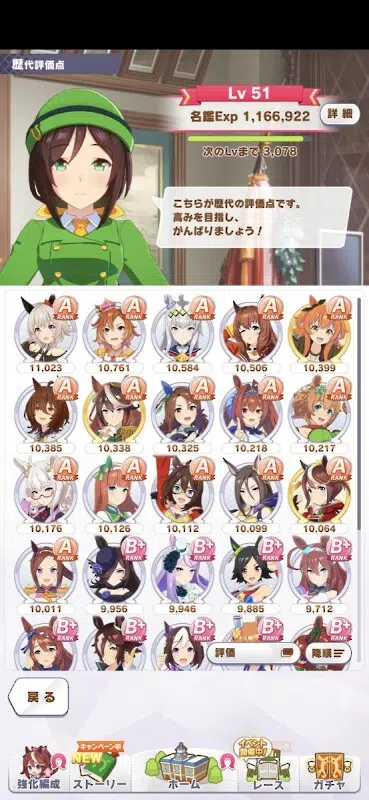 歴代評価点
Lv 51
名鑑Exp 1,166,922
詳細
次のLvまで 3,078
こちらが歴代の評価点です。
高みを目指し、
がんばりましょう！
A RANK A RANK A RANK A RANK A RANK
11,023 10,761 10,584 10,506 10,399
A RANK A RANK A RANK A RANK A RANK
10,385 10,338 10,325 10,218 10,217
A RANK A RANK A RANK A RANK A RANK
10,176 10,126 10,112 10,099 10,064
A RANK B+ RANK B+ RANK B+ RANK B+ RANK
10,011 9,956 9,946 9,885 9,712
B+ RANK B+ RANK B+ RANK B+ B+
評価
降順
戻る
キャンペーン中
NEW
イベント
開催中!
強化編成
ストーリー
ホーム
レース
ガチャ